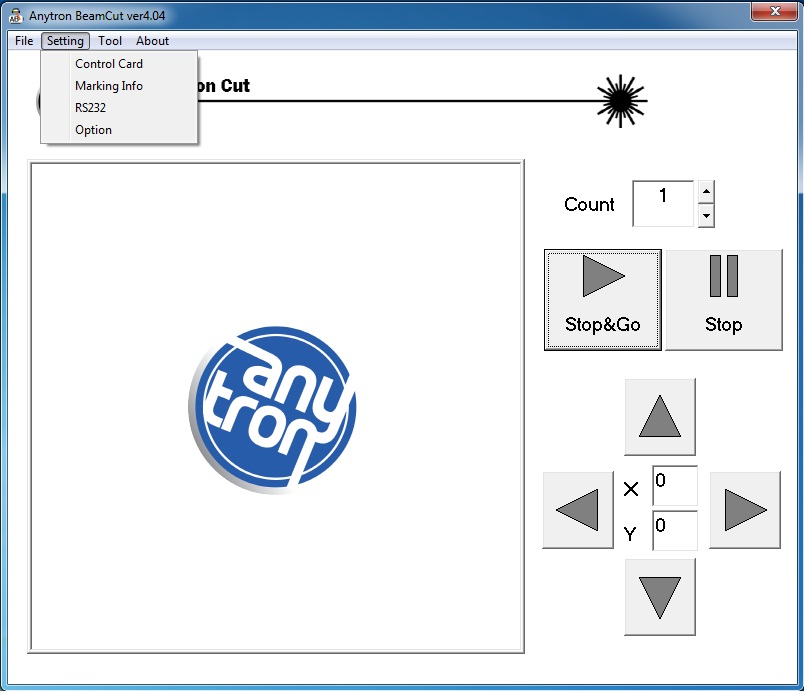 Anytron BeamCut ver4.04
File Setting Tool About
Control Card
Marking Info
RS232
Option
on Cut
Count 1
Stop&Go Stop
X 0
Y 0
any
tron